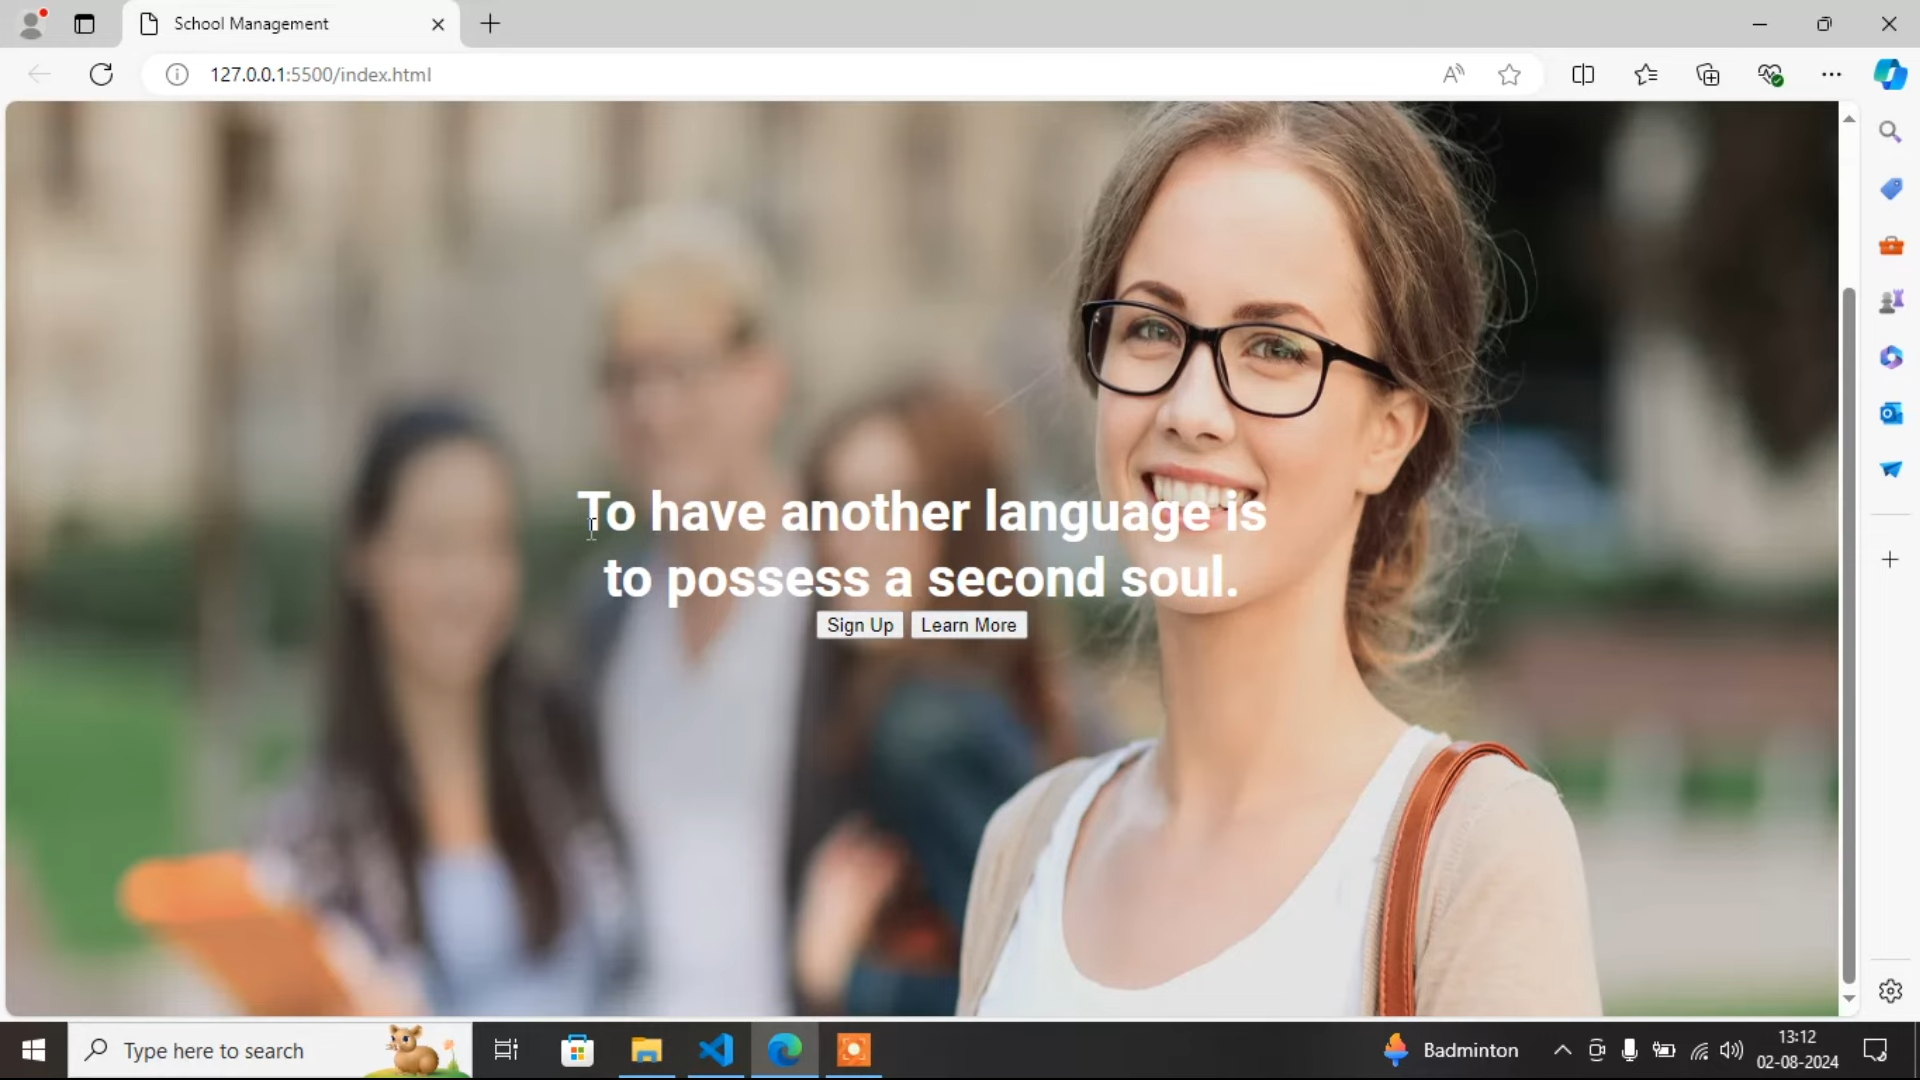 School Management
127.0.0.1:5500/index.html
To have another language is
to possess a second soul.
Sign Up
Learn More
Type here to search
Badminton
13:12
02-08-2024